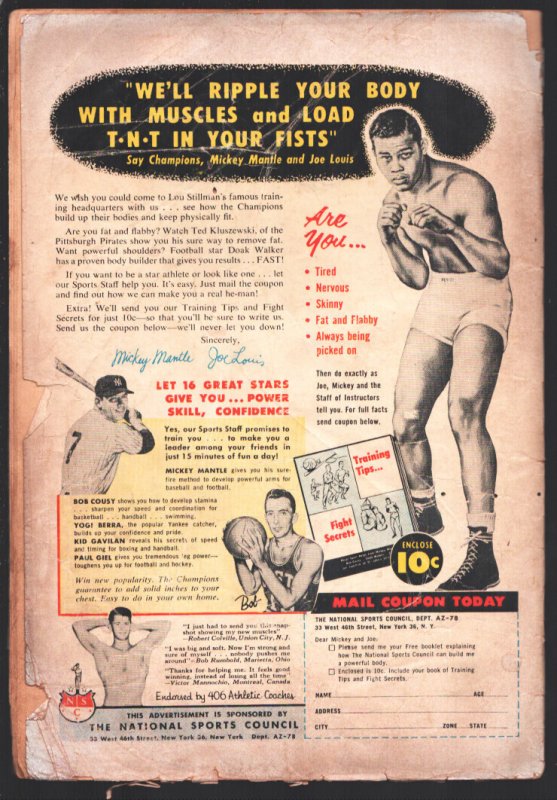 "WE'LL RIPPLE YOUR BODY
WITH MUSCLES and LOAD
T·N·T IN YOUR FISTS"
Say Champions, Mickey Mantle and Joe Louis
We wish you could come to Lou Stillman's famous train-
ing headquarters with us . . . see how the Champions
build up their bodies and keep physically fit.
Are you fat and flabby? Watch Ted Kluszewski, of the
Pittsburgh Pirates show you his sure way to remove fat.
Want powerful shoulders? Football star Doak Walker
has a proven body builder that gives you results . . . FAST!
If you want to be a star athlete or look like one . . . let
our Sports Staff help you. It's easy. Just mail the coupon
and find out how we can make you a real he-man!
Extra! We'll send you our Training Tips and Fight
Secrets for just 10c—so that you'll be sure to write us.
Send us the coupon below—we'll never let you down!
Sincerely,
Mickey Mantle Joe Louis
Are
You...
• Tired
• Nervous
• Skinny
• Fat and Flabby
• Always being
picked on
Then do exactly as
Joe, Mickey and the
Staff of Instructors
tell you. For full facts
send coupon below.
LET 16 GREAT STARS
GIVE YOU . . . POWER
SKILL, CONFIDENCE
Yes, our Sports Staff promises to
train you . . . to make you a
leader among your friends in
just 15 minutes of fun a day!
MICKEY MANTLE gives you his sure-
fire method to develop powerful arms for
baseball and football.
7
BOB COUSY shows you how to develop stamina
. . . sharpen your speed and coordination for
basketball . . . handball . . . swimming.
YOGI BERRA, the popular Yankee catcher,
builds up your confidence and pride.
KID GAVILAN reveals his secrets of speed
and timing for boxing and handball.
PAUL GIEL gives you tremendous leg power—
toughens you up for football and hockey.
Win new popularity. The Champions
guarantee to add solid inches to your
chest. Easy to do in your own home.
Bob
Training
Tips...
Fight
Secrets
ENCLOSE
10c
"I just had to send you this snap-
shot showing my new muscles"
—Robert Colville, Union City, N. J.
"I was big and soft. Now I'm strong and
sure of myself . . . nobody pushes me
around"—Bob Rumbold, Marietta, Ohio
"Thanks for helping me. It feels good
winning, instead of losing all the time"
—Victor Mannochio, Montreal, Canada
Endorsed by 406 Athletic Coaches
N S
C
THIS ADVERTISEMENT IS SPONSORED BY
THE NATIONAL SPORTS COUNCIL
33 West 46th Street, New York 36, New York Dept. AZ-78
MAIL COUPON TODAY
THE NATIONAL SPORTS COUNCIL, DEPT. AZ-78
33 West 46th Street, New York 36, N. Y.
Dear Mickey and Joe:
Please send me your Free booklet explaining
how The National Sports Council can build me
a powerful body.
Enclosed is 10c. Include your book of Training
Tips and Fight Secrets.
NAME AGE
ADDRESS
CITY ZONE STATE